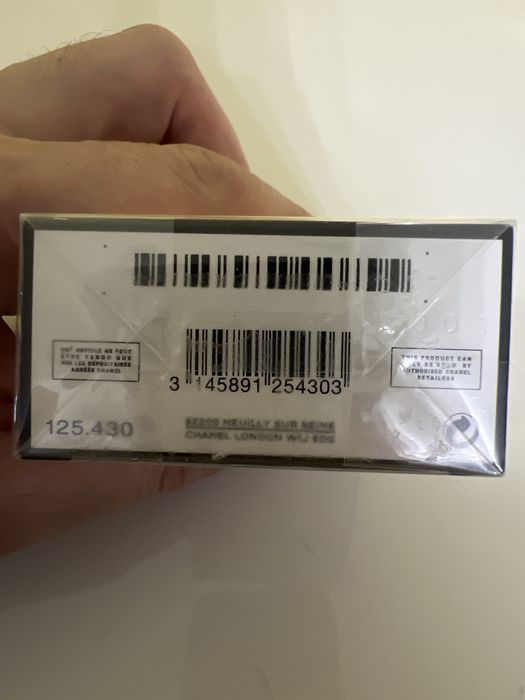 CET ARTICLE NE PEUT
ETRE VENDU QUE
PAR LES DÉPOSITAIRES
AGRÉÉS CHANEL
3 145891 254303
THIS PRODUCT CAN
ONLY BE SOLD BY
AUTHORISED CHANEL
RETAILERS
125.430
92200 NEUILLY SUR SEINE
CHANEL LONDON W1J 6DG